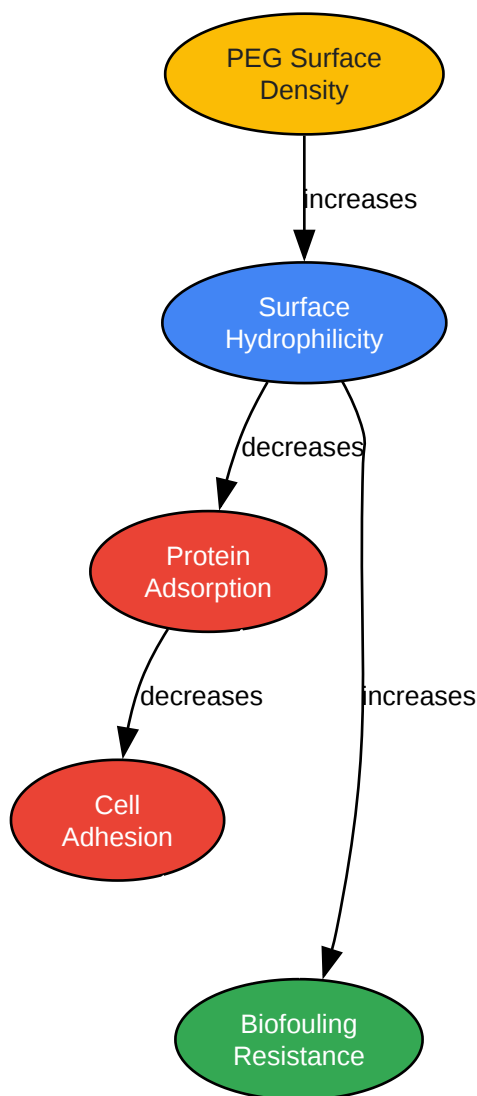 PEG Surface
Density
increases
Surface
Hydrophilicity
decreases
Protein
Adsorption
decreases
increases
Cell
Adhesion
Biofouling
Resistance